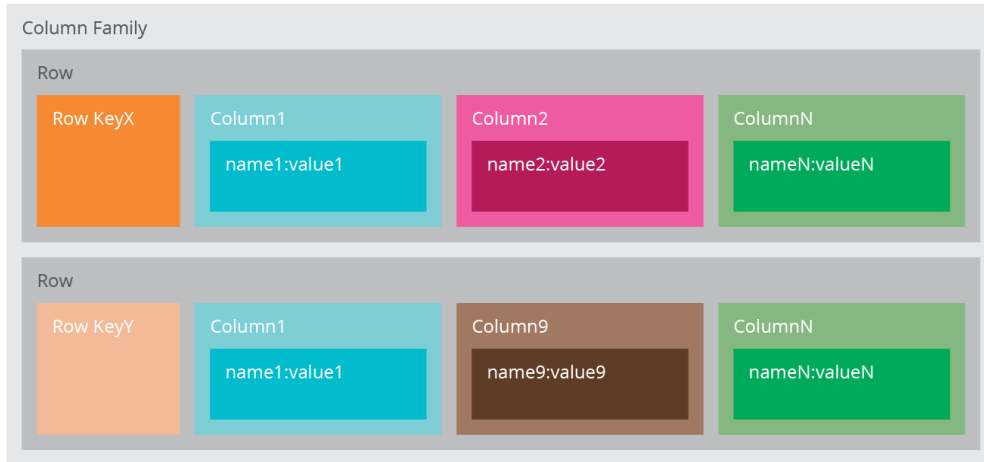 Column Family
Row
Row KeyX
Column1
name1:value1
Column2
name2:value2
ColumnN
nameN:valueN
Row
Row KeyY
Column1
name1:value1
Column9
name9:value9
ColumnN
nameN:valueN